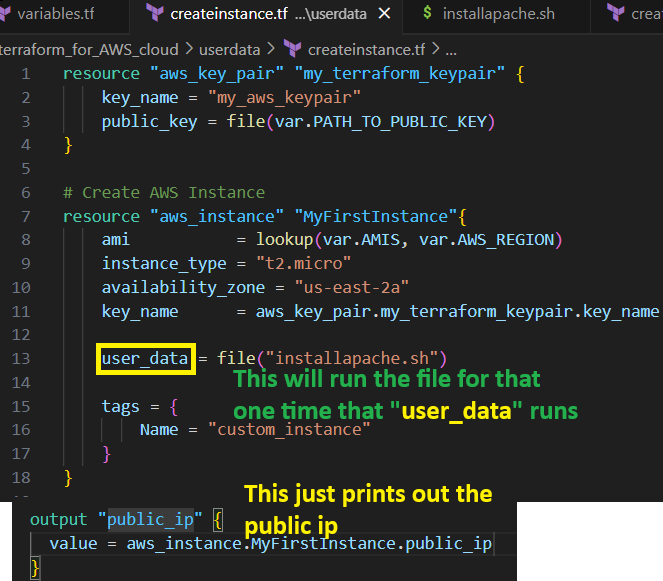 variables.tf createinstance.tf ...\userdata × $ installapache.sh crea
terraform_for_AWS_cloud > userdata > createinstance.tf > ...
1 resource "aws_key_pair" "my_terraform_keypair" {
2 key_name = "my_aws_keypair"
3 public_key = file(var.PATH_TO_PUBLIC_KEY)
4 }
5
6 # Create AWS Instance
7 resource "aws_instance" "MyFirstInstance"{
8 ami = lookup(var.AMIS, var.AWS_REGION)
9 instance_type = "t2.micro"
10 availability_zone = "us-east-2a"
11 key_name = aws_key_pair.my_terraform_keypair.key_name
12
13 user_data = file("installapache.sh")
14 This will run the file for that
one time that "user_data" runs
15 tags = {
16 Name = "custom_instance"
17 }
18 }
This just prints out the
public ip
output "public_ip" {
value = aws_instance.MyFirstInstance.public_ip
}